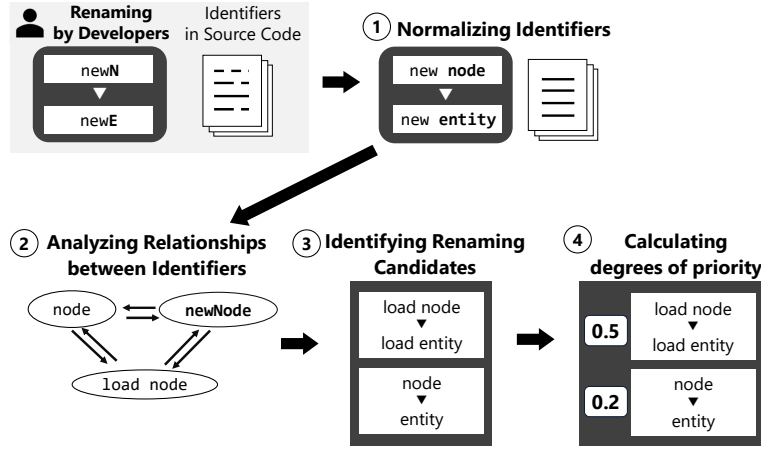 Renaming
by Developers
Identifiers
in Source Code
newN
▼
newE
1 Normalizing Identifiers
new node
▼
new entity
2 Analyzing Relationships
between Identifiers
node
newNode
load node
3 Identifying Renaming
Candidates
load node
▼
load entity
node
▼
entity
4 Calculating
degrees of priority
0.5
load node
▼
load entity
0.2
node
▼
entity